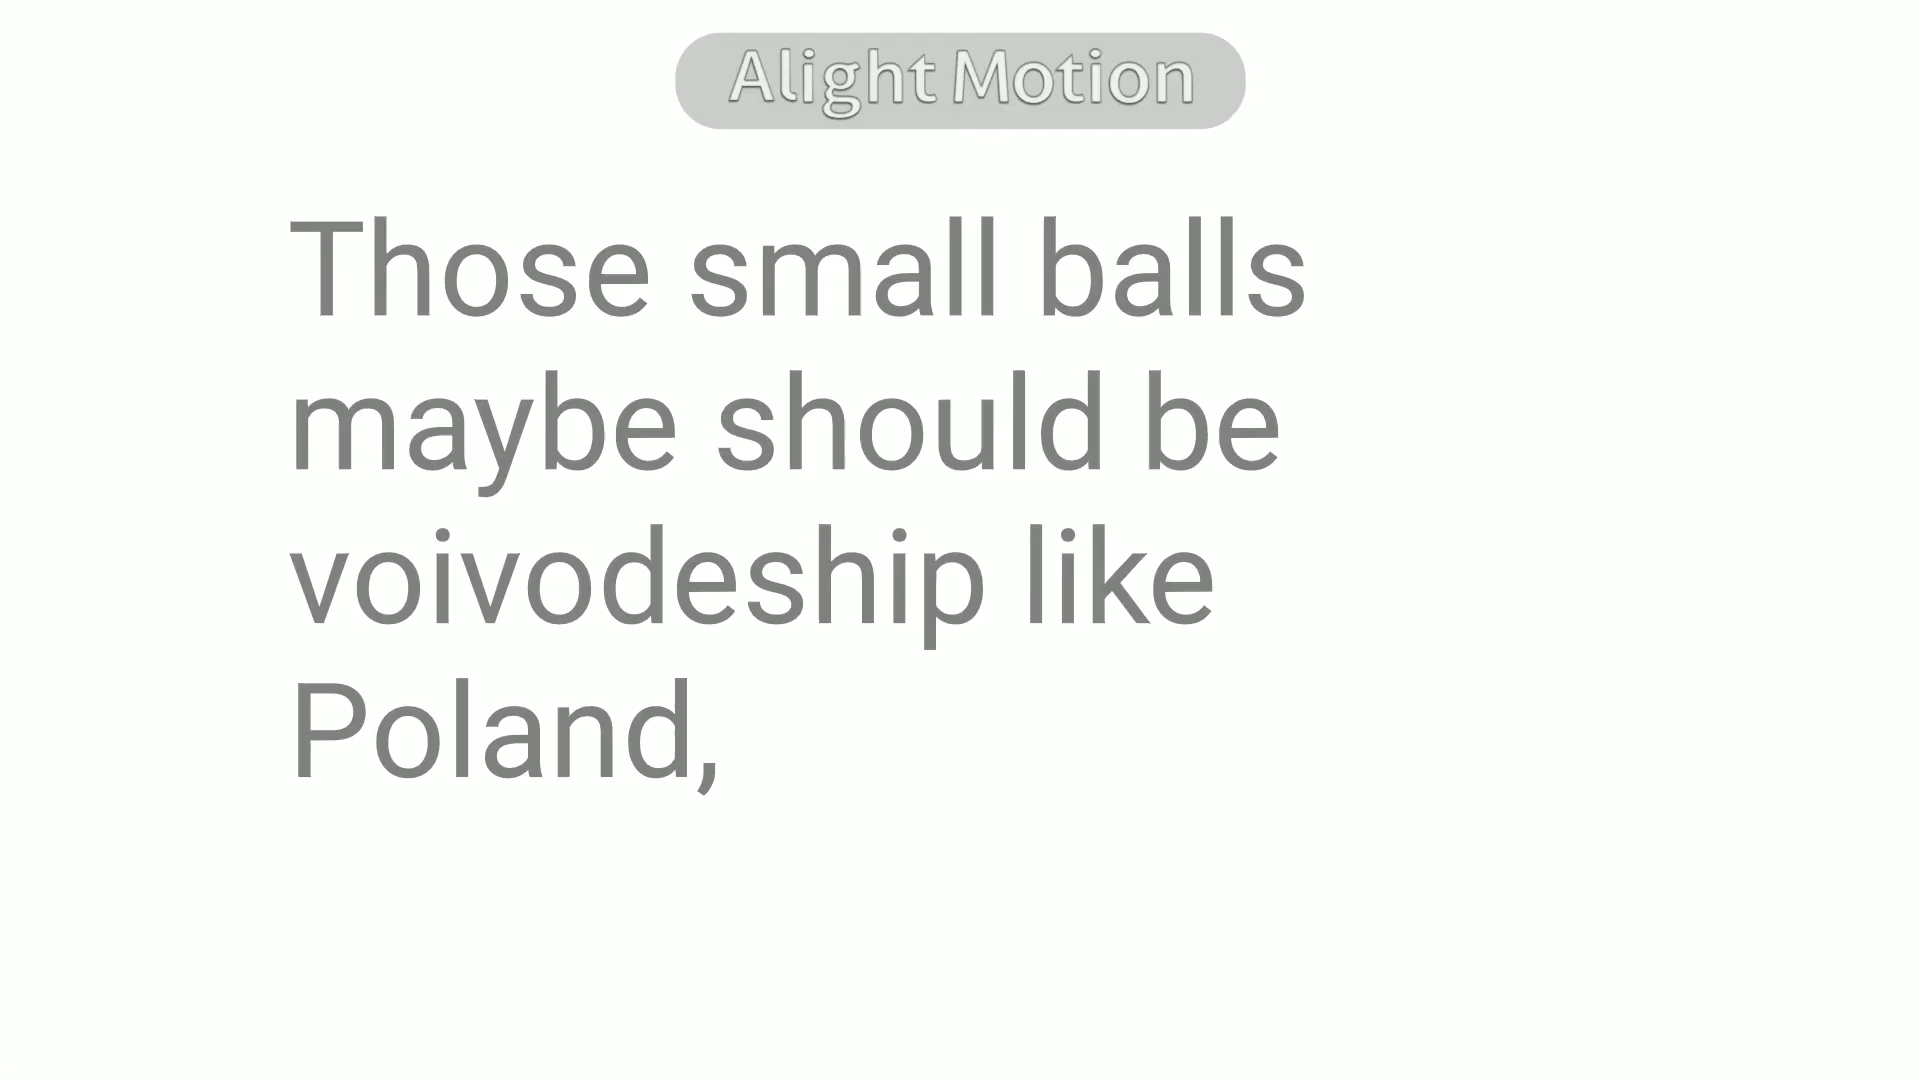 Alight Motion
Those small balls
maybe should be
voivodeship like
Poland,